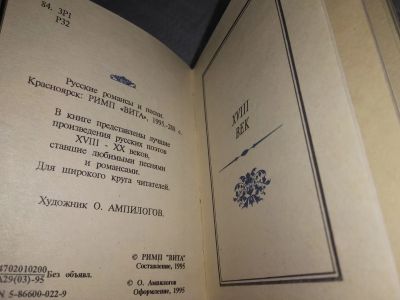 84. 3Р1
Р32
Русские романсы и песни.
Красноярск: РИМП «ВИТА», 1995.-288 с.
В книге представлены лучшие
произведения русских поэтов
XVIII - XX веков,
ставшие любимыми песнями
и романсами.
Для широкого круга читателей.
Художник О. АМПИЛОГОВ.
4702010200
А29(03)-95 Без объявл.
N 5-86600-022-9
© РИМП "ВИТА"
Составление, 1995
© О. Ампилогов
Оформление, 1995
XVIII
ВЕК